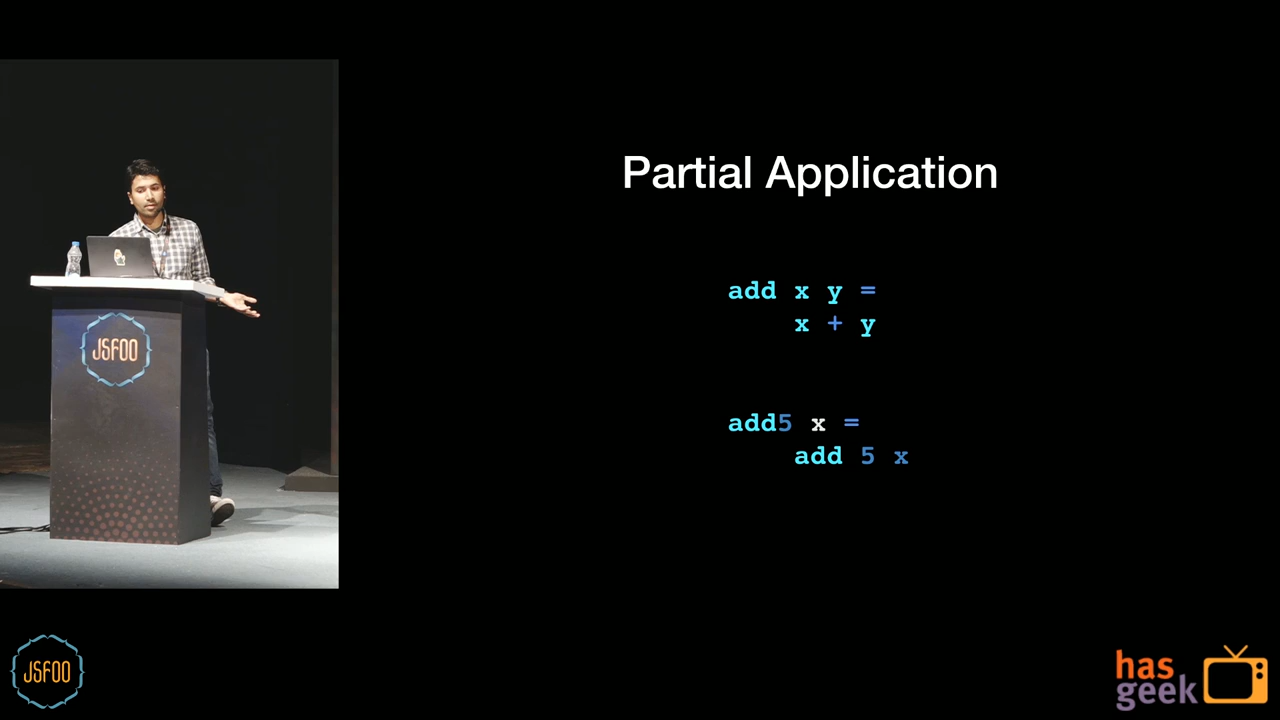 Partial Application
add x y =
x + y
add5 x =
add 5 x
JSFOO
JSFOO
has
geek